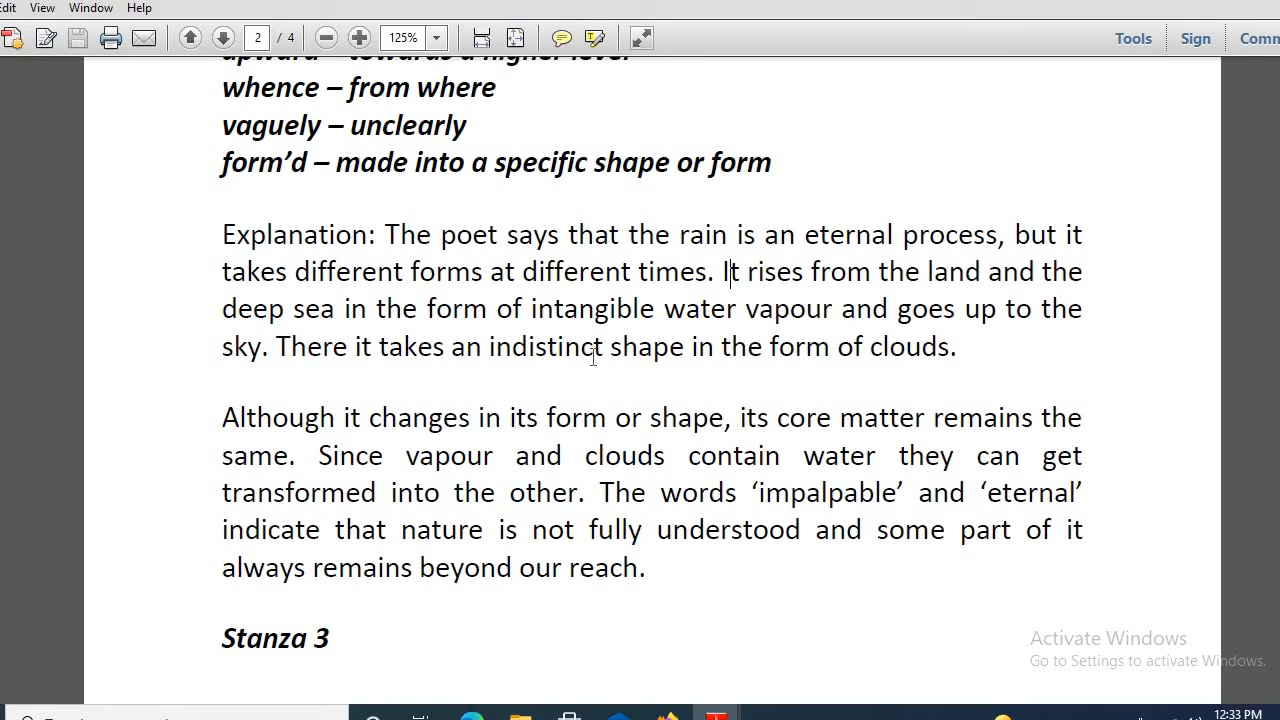 Edit View Window Help
2 / 4 125% Tools Sign Comm
upward – towards a higher level
whence – from where
vaguely – unclearly
form’d – made into a specific shape or form
Explanation: The poet says that the rain is an eternal process, but it
takes different forms at different times. It rises from the land and the
deep sea in the form of intangible water vapour and goes up to the
sky. There it takes an indistinct shape in the form of clouds.
Although it changes in its form or shape, its core matter remains the
same. Since vapour and clouds contain water they can get
transformed into the other. The words ‘impalpable’ and ‘eternal’
indicate that nature is not fully understood and some part of it
always remains beyond our reach.
Stanza 3
Activate Windows
Go to Settings to activate Windows.
12:33 PM